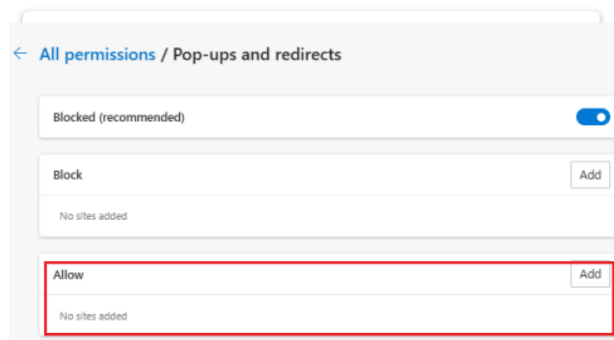 ← All permissions / Pop-ups and redirects
Blocked (recommended)
Block Add
No sites added
Allow Add
No sites added